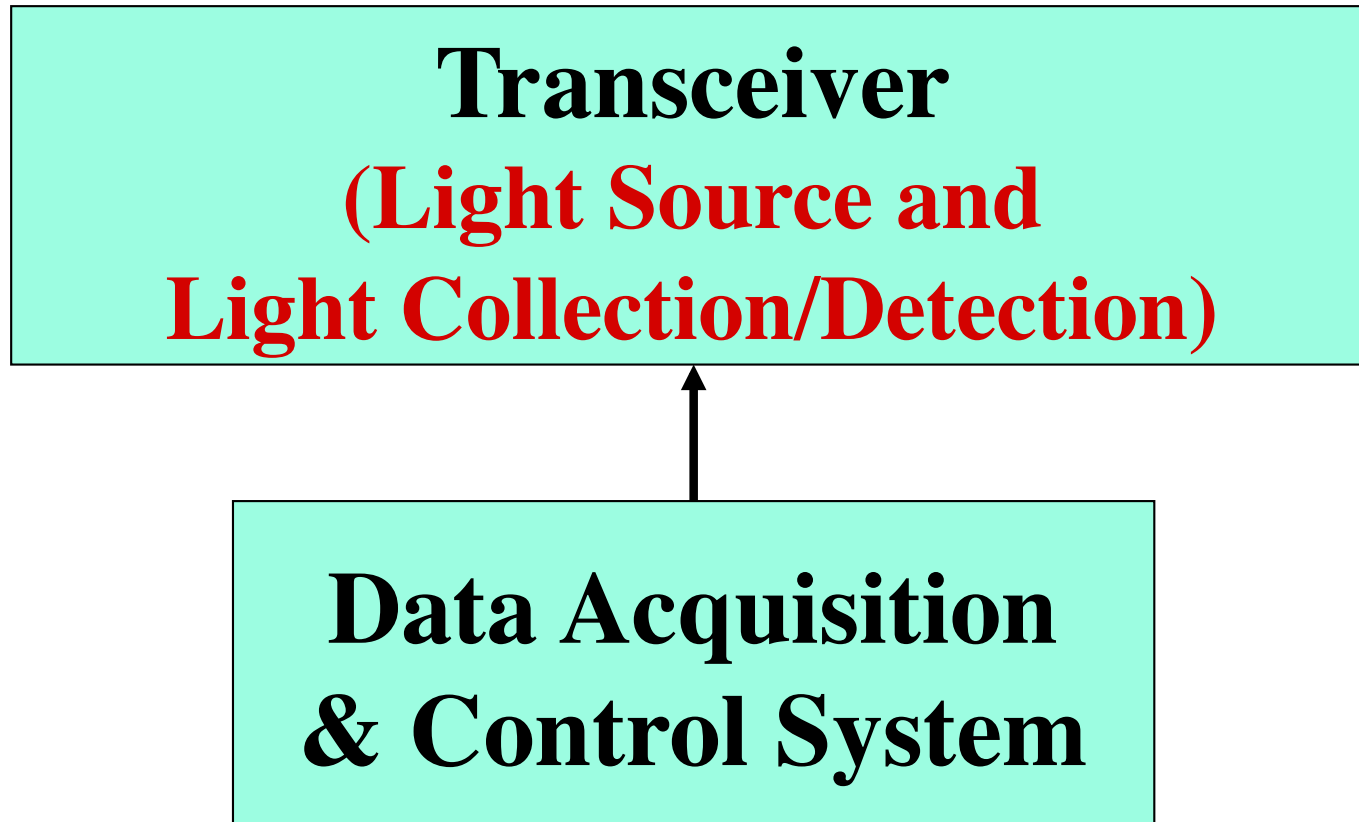 Transceiver
(Light Source and
Light Collection/Detection)
Data Acquisition
& Control System